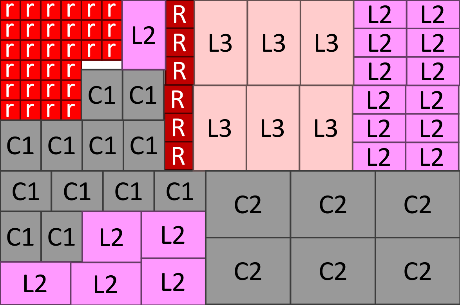 r r r r r r R L2 L2
r r r r r r L2 R L3 L3 L3 L2 L2
r r r r r r R L2 L2
r r r r
r r r r C1 C1 R L2 L2
r r r r
R L3 L3 L3 L2 L2
C1 C1 C1 C1 R L2 L2
C1 C1 C1 C1 C2 C2 C2
C1 C1 L2 L2
L2 L2 L2 C2 C2 C2